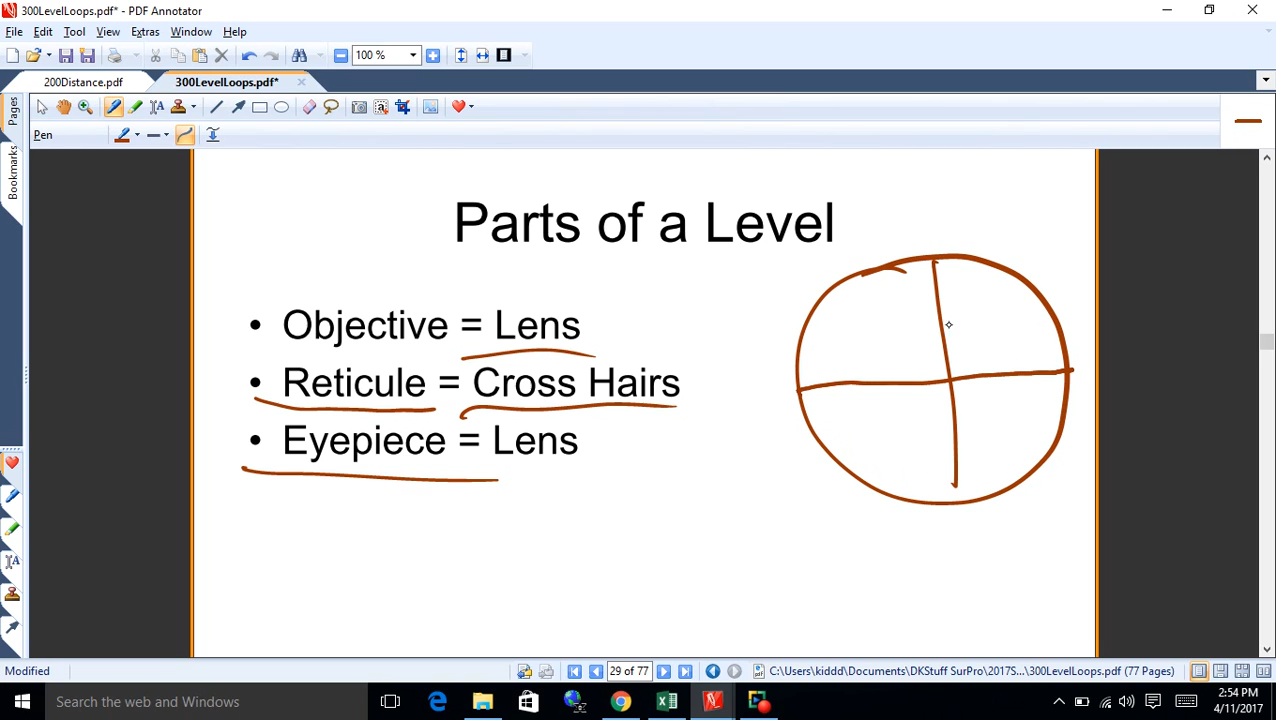 300LevelLoops.pdf* - PDF Annotator
File Edit Tool View Extras Window Help
100 %
200Distance.pdf 300LevelLoops.pdf*
Pen
Pages
Bookmarks
Parts of a Level
• Objective = Lens
• Reticule = Cross Hairs
• Eyepiece = Lens
Modified
29 of 77
C:\Users\kiddd\Documents\DKStuff SurPro\2017S...\300LevelLoops.pdf (77 Pages)
Search the web and Windows
2:54 PM
4/11/2017